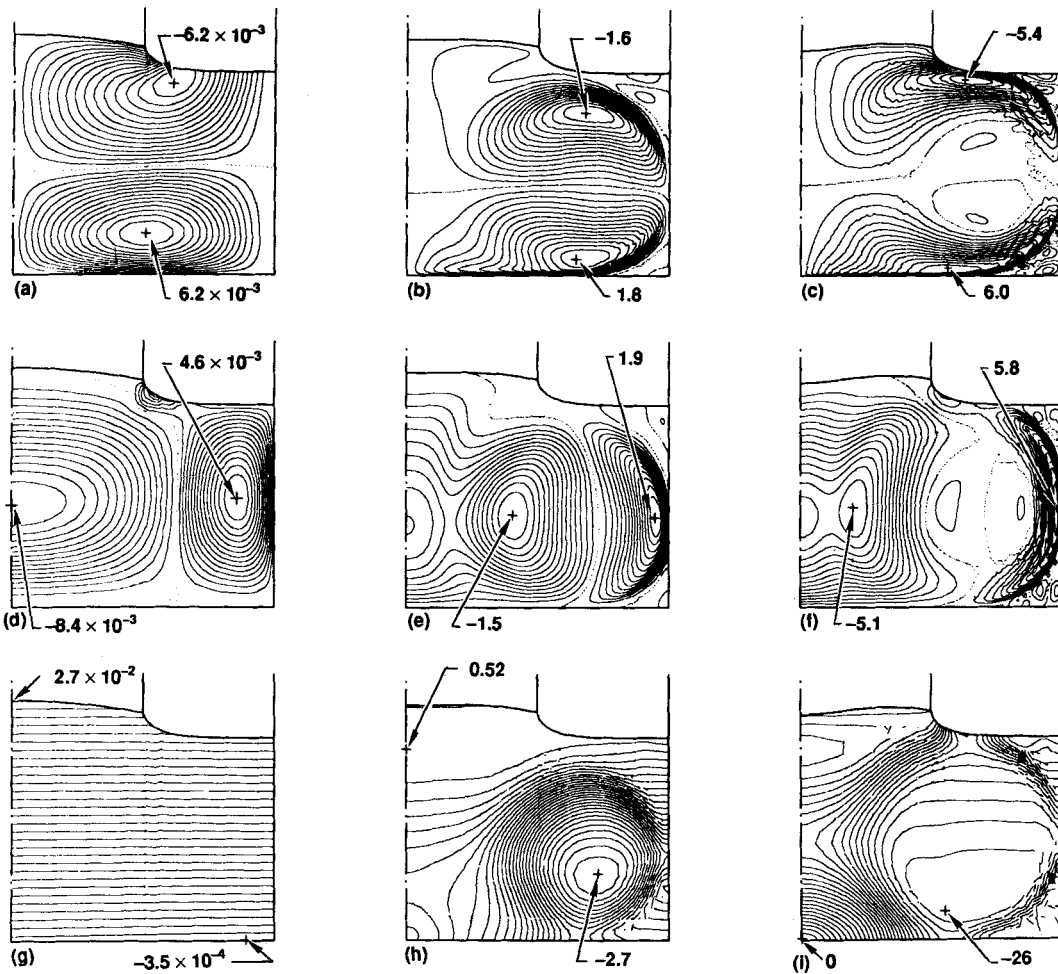 −6.2 × 10⁻³
−1.6
−5.4
(a)
6.2 × 10⁻³
(b)
1.8
(c)
6.0
4.6 × 10⁻³
1.9
5.8
(d)
−8.4 × 10⁻³
(e)
−1.5
(f)
−5.1
2.7 × 10⁻²
0.52
(g)
−3.5 × 10⁻⁴
(h)
−2.7
(i)
0
−26